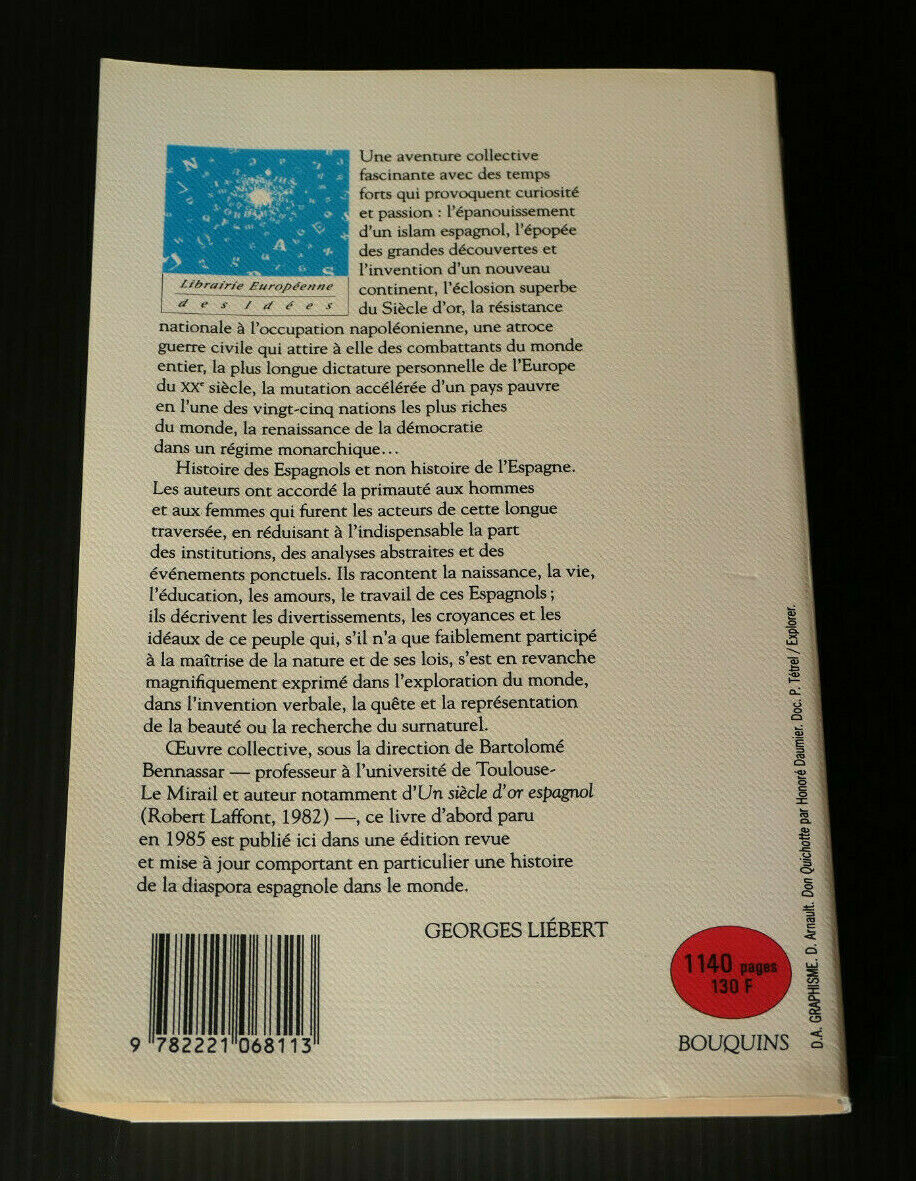 Une aventure collective
fascinante avec des temps
forts qui provoquent curiosité
et passion : l'épanouissement
d'un islam espagnol, l'épopée
des grandes découvertes et
l'invention d'un nouveau
continent, l'éclosion superbe
du Siècle d'or, la résistance
Librairie Européenne
des Idées
nationale à l'occupation napoléonienne, une atroce
guerre civile qui attire à elle des combattants du monde
entier, la plus longue dictature personnelle de l'Europe
du XXe siècle, la mutation accélérée d'un pays pauvre
en l'une des vingt-cinq nations les plus riches
du monde, la renaissance de la démocratie
dans un régime monarchique...
Histoire des Espagnols et non histoire de l'Espagne.
Les auteurs ont accordé la primauté aux hommes
et aux femmes qui furent les acteurs de cette longue
traversée, en réduisant à l'indispensable la part
des institutions, des analyses abstraites et des
événements ponctuels. Ils racontent la naissance, la vie,
l'éducation, les amours, le travail de ces Espagnols ;
ils décrivent les divertissements, les croyances et les
idéaux de ce peuple qui, s'il n'a que faiblement participé
à la maîtrise de la nature et de ses lois, s'est en revanche
magnifiquement exprimé dans l'exploration du monde,
dans l'invention verbale, la quête et la représentation
de la beauté ou la recherche du surnaturel.
Œuvre collective, sous la direction de Bartolomé
Bennassar — professeur à l'université de Toulouse-
Le Mirail et auteur notamment d'Un siècle d'or espagnol
(Robert Laffont, 1982) —, ce livre d'abord paru
en 1985 est publié ici dans une édition revue
et mise à jour comportant en particulier une histoire
de la diaspora espagnole dans le monde.
GEORGES LIÉBERT
1140 pages
130 F
BOUQUINS
9 782221 068113
D.A. GRAPHISME. D. Arnault. Don Quichotte par Honoré Daumier. Doc. P. Tétrel / Explorer.